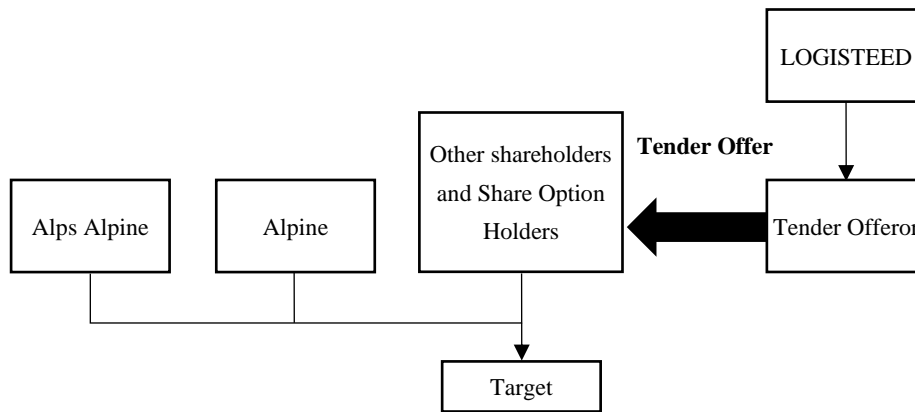 LOGISTEED
Tender Offer
Other shareholders
and Share Option
Holders
Alps Alpine
Alpine
Tender Offeror
Target